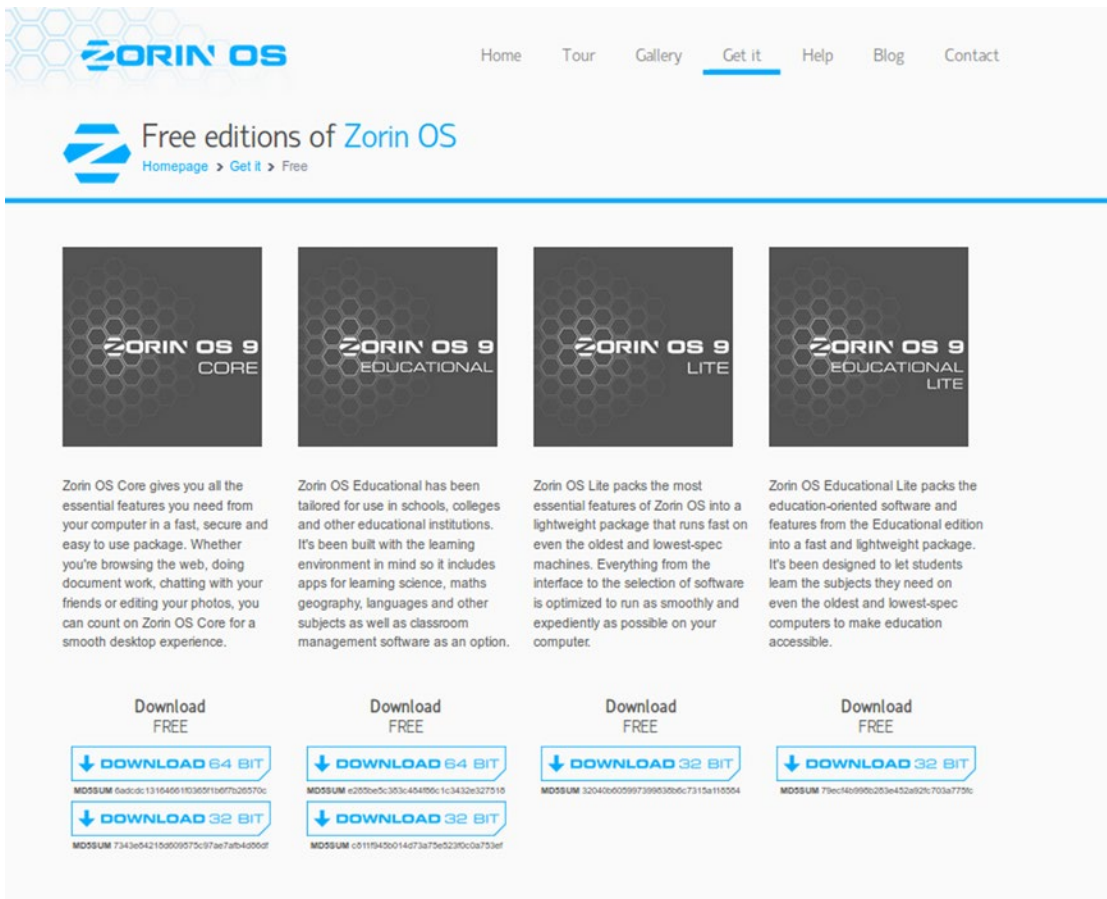 ZORIN OS
Home Tour Gallery Get it Help Blog Contact
Free editions of Zorin OS
Homepage > Get it > Free
ZORIN OS 9
CORE
ZORIN OS 9
EDUCATIONAL
ZORIN OS 9
LITE
ZORIN OS 9
EDUCATIONAL
LITE
Zorin OS Core gives you all the
essential features you need from
your computer in a fast, secure and
easy to use package. Whether
you're browsing the web, doing
document work, chatting with your
friends or editing your photos, you
can count on Zorin OS Core for a
smooth desktop experience.
Zorin OS Educational has been
tailored for use in schools, colleges
and other educational institutions.
It's been built with the learning
environment in mind so it includes
apps for learning science, maths
geography, languages and other
subjects as well as classroom
management software as an option.
Zorin OS Lite packs the most
essential features of Zorin OS into a
lightweight package that runs fast on
even the oldest and lowest-spec
machines. Everything from the
interface to the selection of software
is optimized to run as smoothly and
expediently as possible on your
computer.
Zorin OS Educational Lite packs the
education-oriented software and
features from the Educational edition
into a fast and lightweight package.
It's been designed to let students
learn the subjects they need on
even the oldest and lowest-spec
computers to make education
accessible.
Download
FREE
DOWNLOAD 64 BIT
MD5SUM
DOWNLOAD 32 BIT
MD5SUM
Download
FREE
DOWNLOAD 64 BIT
MD5SUM
DOWNLOAD 32 BIT
MD5SUM
Download
FREE
DOWNLOAD 32 BIT
MD5SUM
Download
FREE
DOWNLOAD 32 BIT
MD5SUM